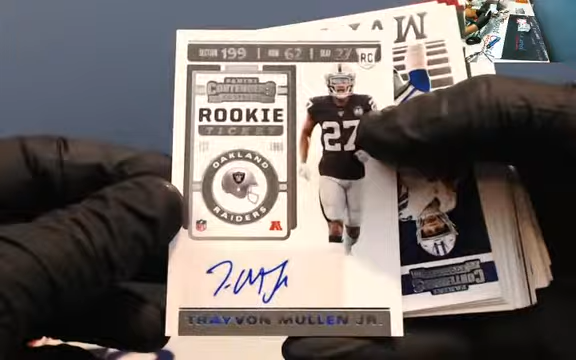 SECTION 199 | ROW 62 | SEAT 27
RC
PANINI
CONTENDERS
ROOKIE
TICKET
OAKLAND
RAIDERS
27
TRAYVON MULLEN JR.